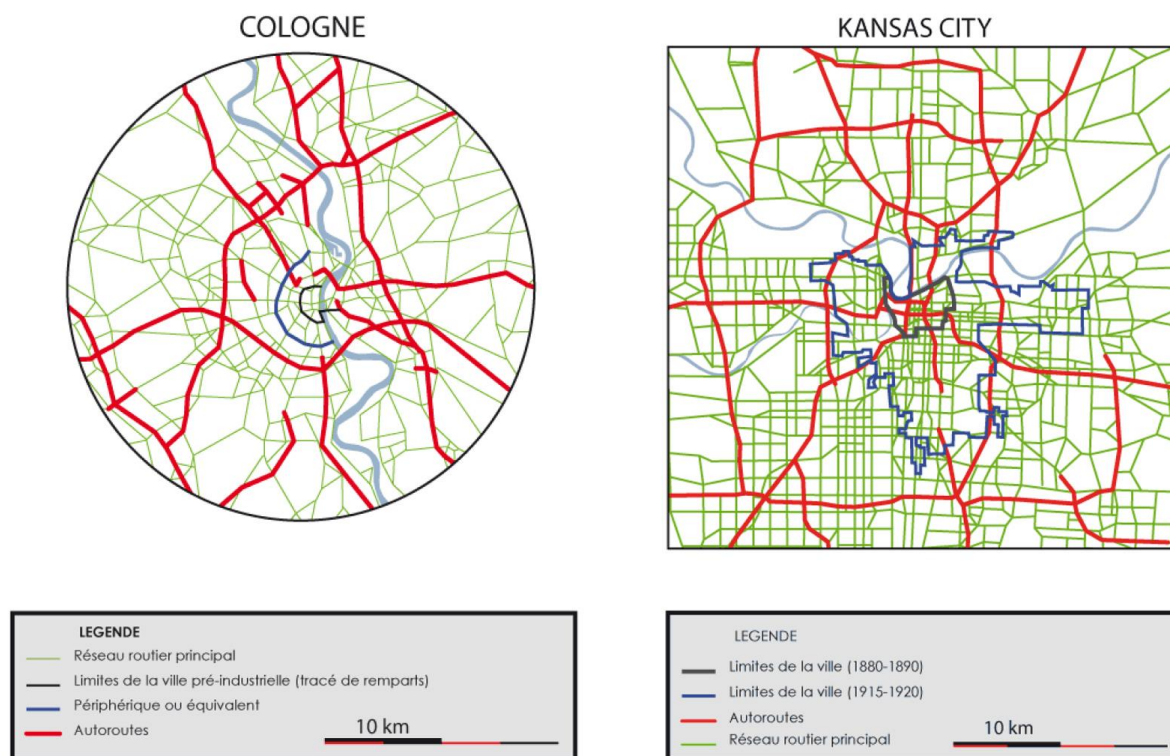 COLOGNE
KANSAS CITY
LEGENDE
Réseau routier principal
Limites de la ville pré-industrielle (tracé de remparts)
Périphérique ou équivalent
Autoroutes
10 km
LEGENDE
Limites de la ville (1880-1890)
Limites de la ville (1915-1920)
Autoroutes
Réseau routier principal
10 km